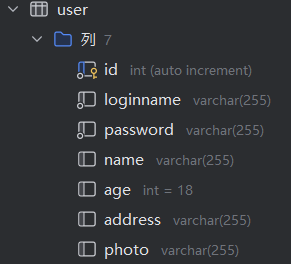 user
列 7
id int (auto increment)
loginname varchar(255)
password varchar(255)
name varchar(255)
age int = 18
address varchar(255)
photo varchar(255)